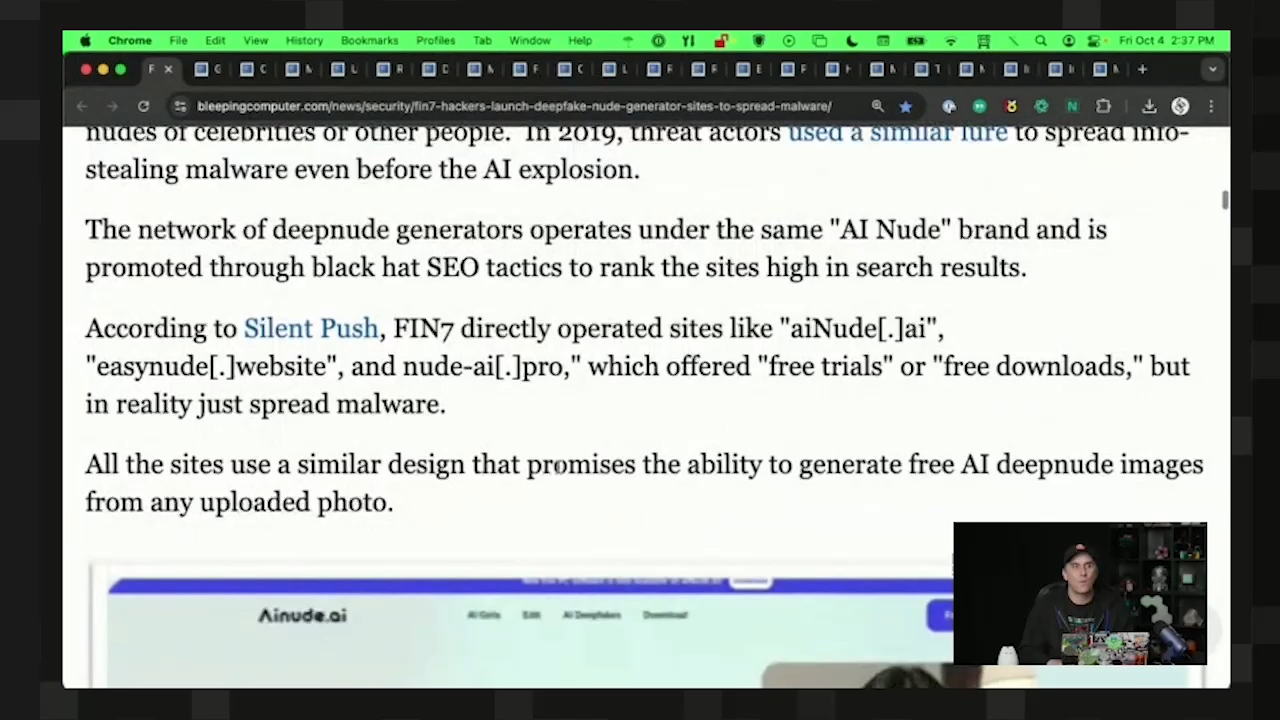 Chrome File Edit View History Bookmarks Profiles Tab Window Help Fri Oct 4 2:37 PM
bleepingcomputer.com/news/security/fin7-hackers-launch-deepfake-nude-generator-sites-to-spread-malware/
nudes of celebrities or other people. In 2019, threat actors used a similar lure to spread info-
stealing malware even before the AI explosion.
The network of deepnude generators operates under the same "AI Nude" brand and is
promoted through black hat SEO tactics to rank the sites high in search results.
According to Silent Push, FIN7 directly operated sites like "aiNude[.]ai",
"easynude[.]website", and nude-ai[.]pro," which offered "free trials" or "free downloads," but
in reality just spread malware.
All the sites use a similar design that promises the ability to generate free AI deepnude images
from any uploaded photo.
Ainude.ai AI Girls Edit AI Deepfakes Download